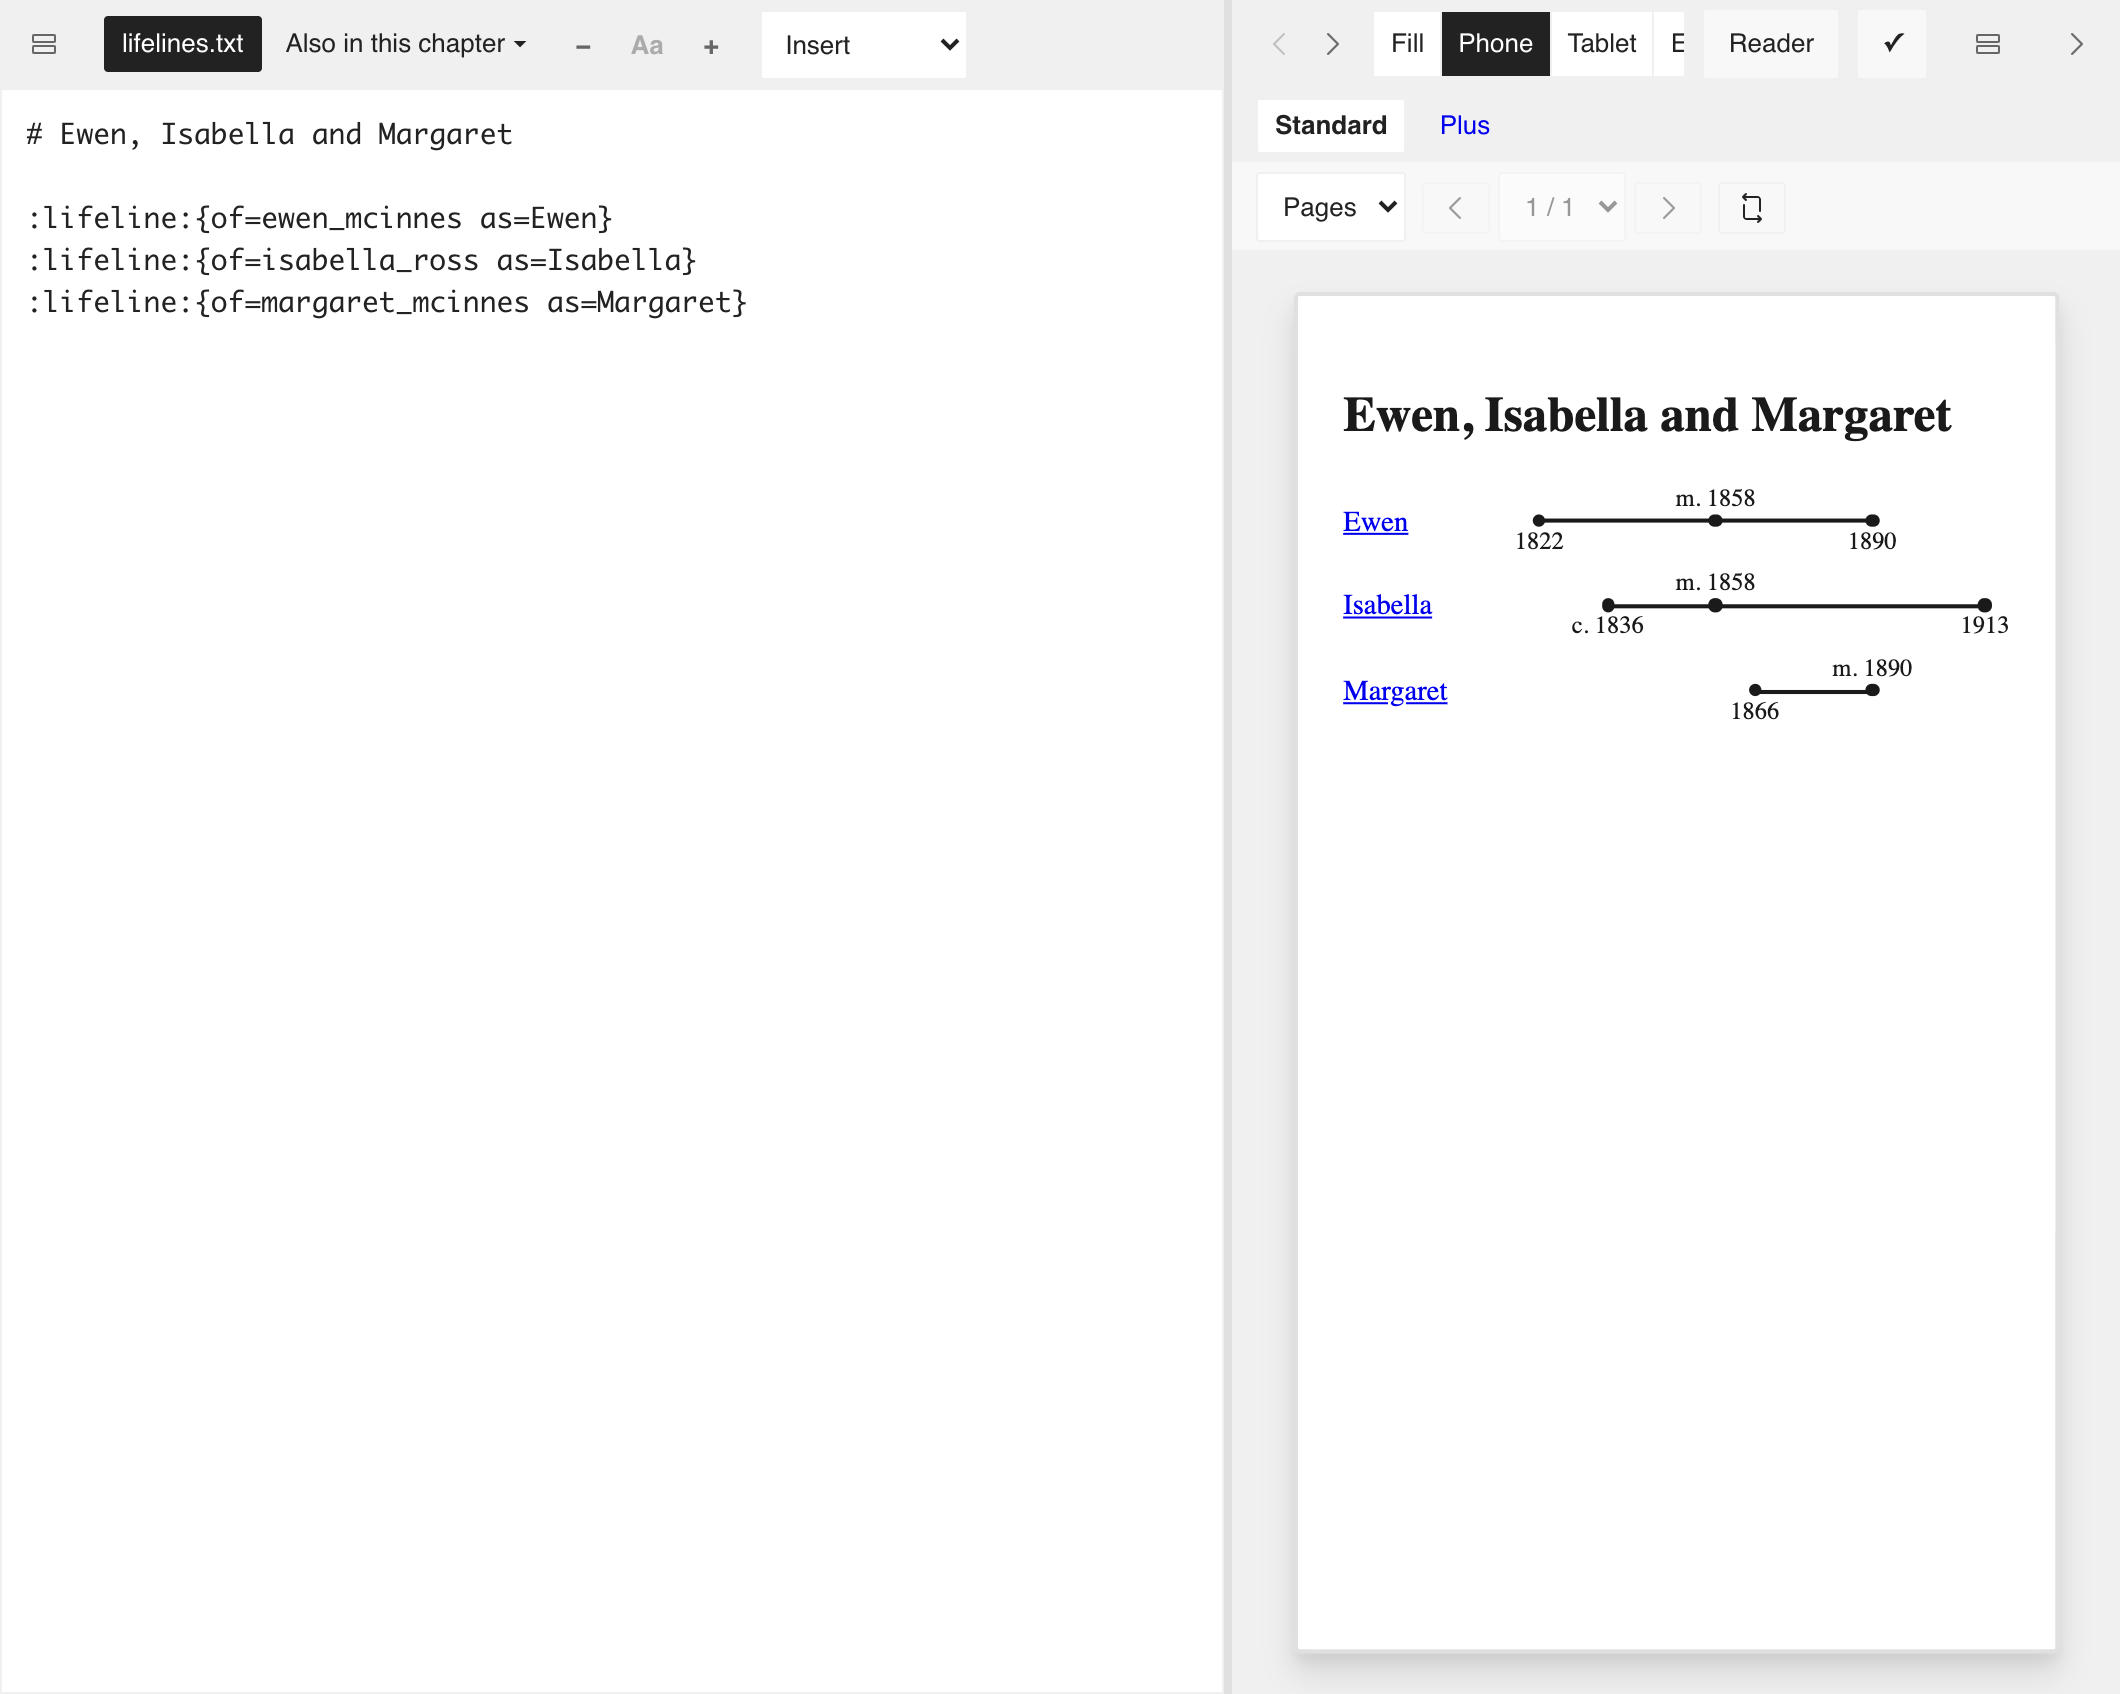 lifelines.txt Also in this chapter - Aa + Insert
# Ewen, Isabella and Margaret
:lifeline:{of=ewen_mcinnes as=Ewen}
:lifeline:{of=isabella_ross as=Isabella}
:lifeline:{of=margaret_mcinnes as=Margaret}
Fill Phone Tablet E Reader ✓
Standard Plus
Pages 1 / 1
Ewen, Isabella and Margaret
m. 1858
Ewen
1822 1890
m. 1858
Isabella
c. 1836 1913
m. 1890
Margaret
1866